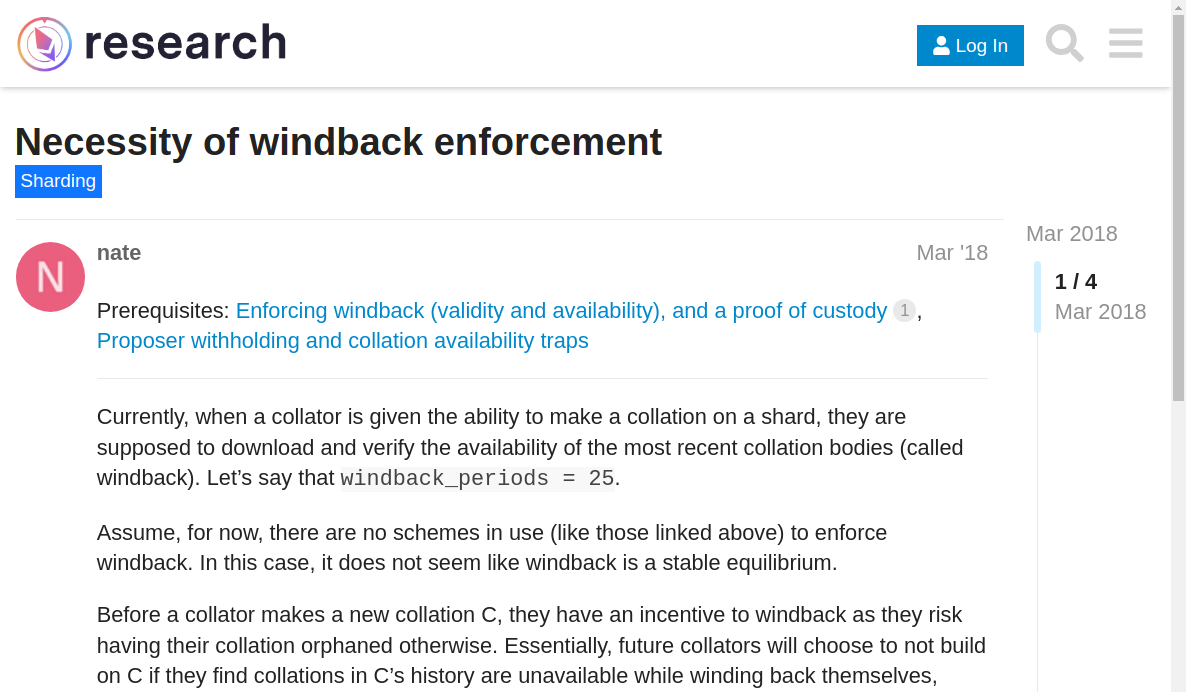 research
Log In
Necessity of windback enforcement
Sharding
N
nate
Mar '18
Mar 2018
1 / 4
Mar 2018
Prerequisites: Enforcing windback (validity and availability), and a proof of custody 1,
Proposer withholding and collation availability traps
Currently, when a collator is given the ability to make a collation on a shard, they are
supposed to download and verify the availability of the most recent collation bodies (called
windback). Let’s say that windback_periods = 25.
Assume, for now, there are no schemes in use (like those linked above) to enforce
windback. In this case, it does not seem like windback is a stable equilibrium.
Before a collator makes a new collation C, they have an incentive to windback as they risk
having their collation orphaned otherwise. Essentially, future collators will choose to not build
on C if they find collations in C’s history are unavailable while winding back themselves,